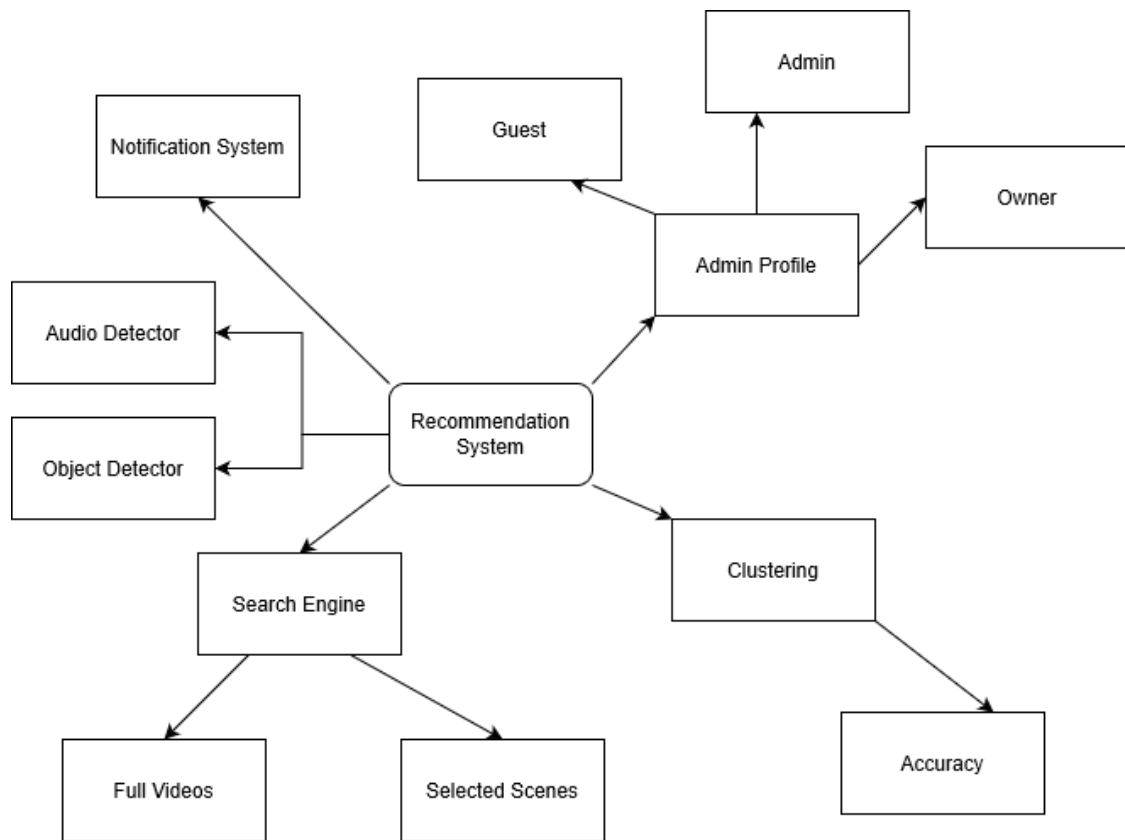 Admin
Guest
Notification System
Owner
Admin Profile
Audio Detector
Recommendation
System
Object Detector
Clustering
Search Engine
Full Videos
Selected Scenes
Accuracy